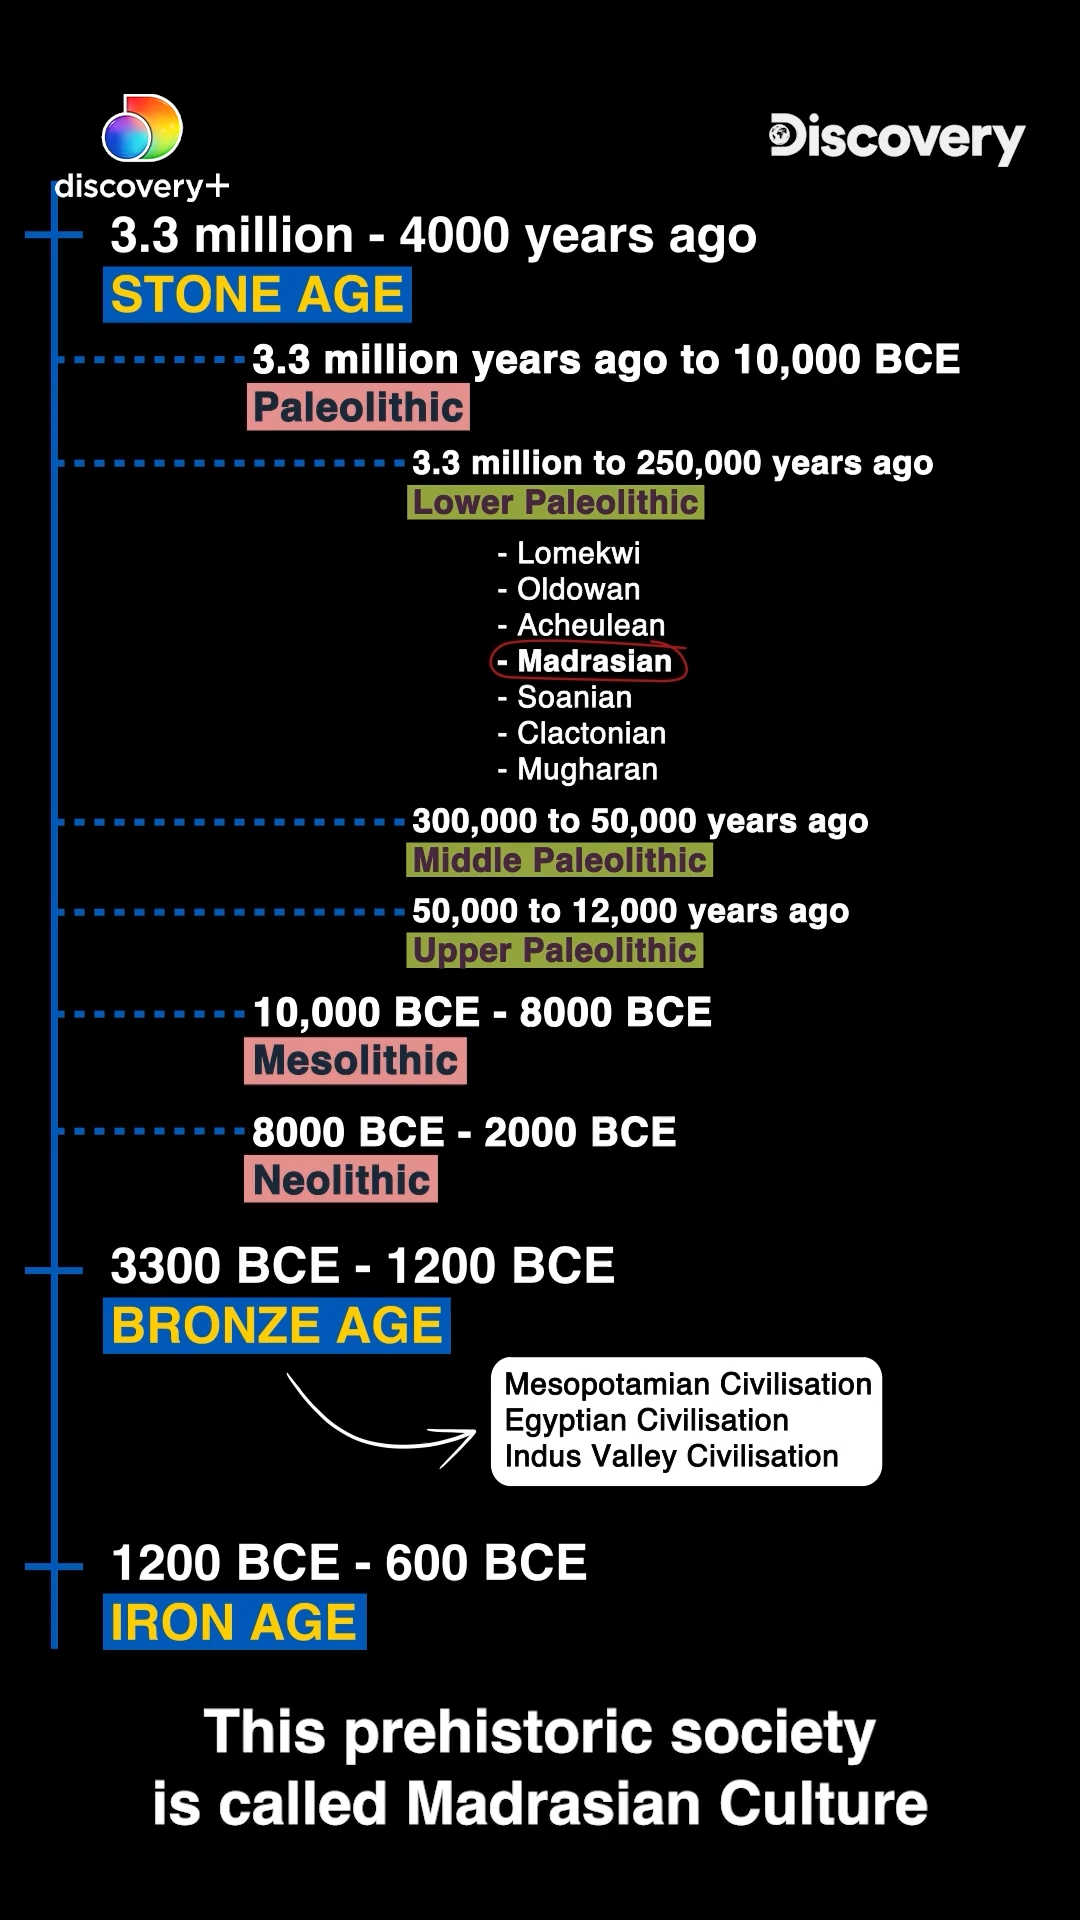 discovery+
Discovery
3.3 million - 4000 years ago
STONE AGE
3.3 million years ago to 10,000 BCE
Paleolithic
3.3 million to 250,000 years ago
Lower Paleolithic
- Lomekwi
- Oldowan
- Acheulean
- Madrasian
- Soanian
- Clactonian
- Mugharan
300,000 to 50,000 years ago
Middle Paleolithic
50,000 to 12,000 years ago
Upper Paleolithic
10,000 BCE - 8000 BCE
Mesolithic
8000 BCE - 2000 BCE
Neolithic
3300 BCE - 1200 BCE
BRONZE AGE
Mesopotamian Civilisation
Egyptian Civilisation
Indus Valley Civilisation
1200 BCE - 600 BCE
IRON AGE
This prehistoric society
is called Madrasian Culture